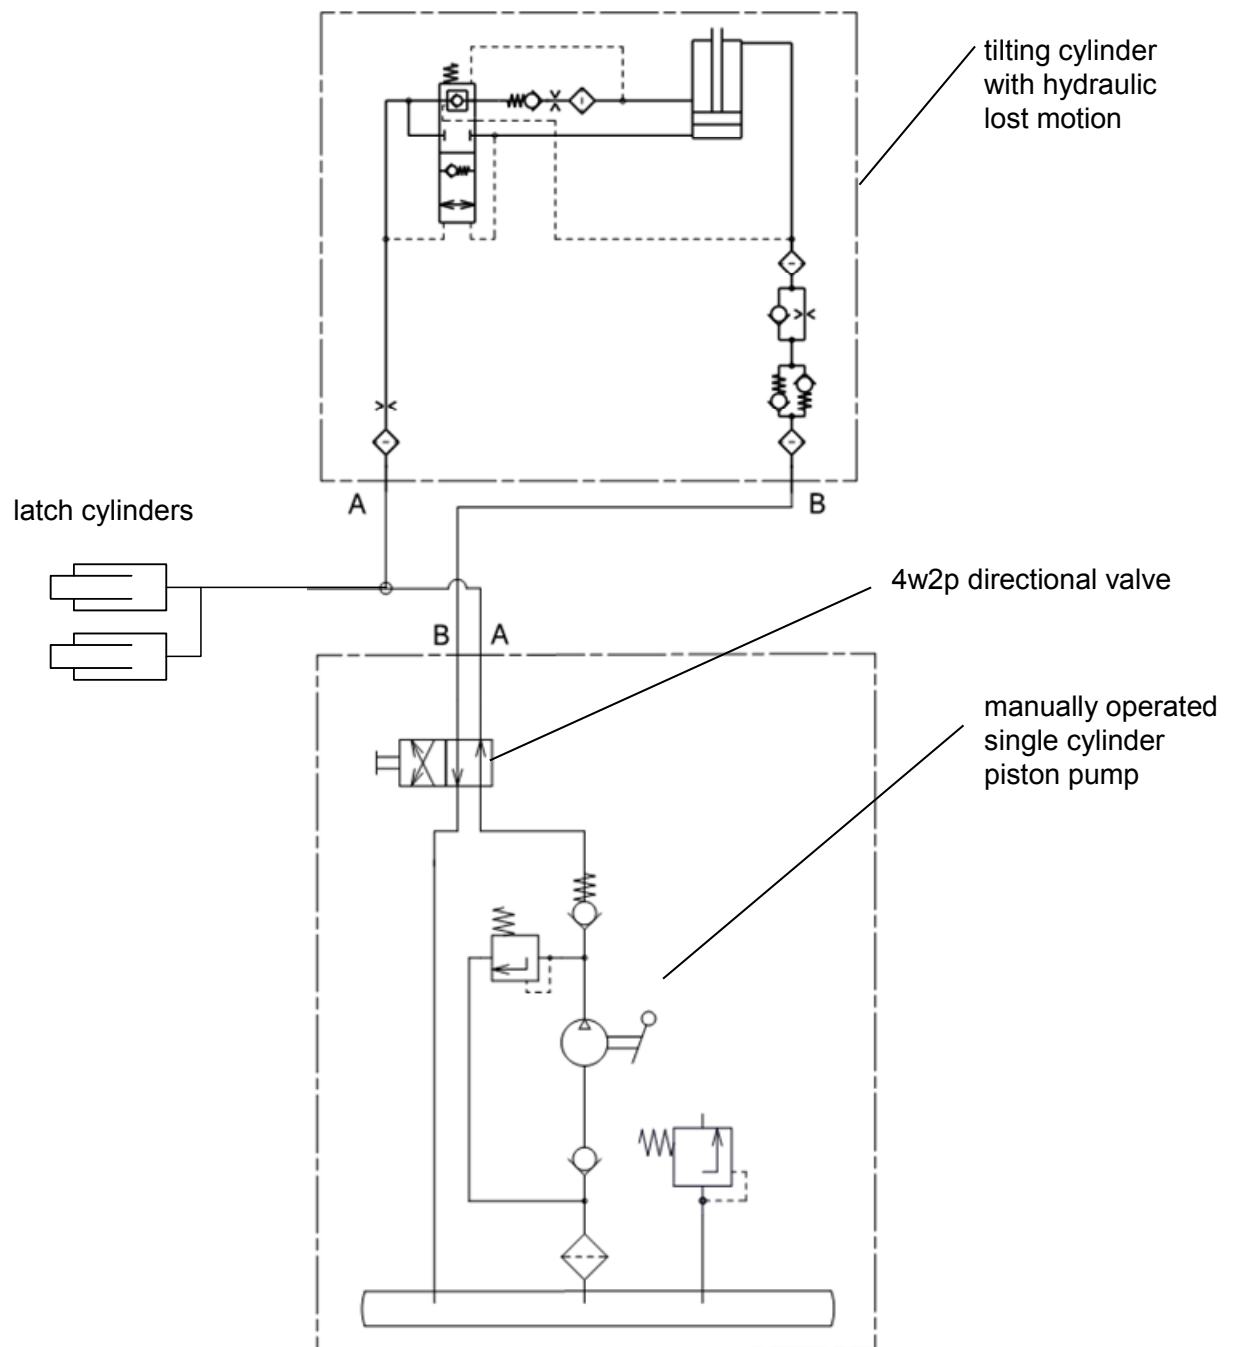 tilting cylinder
with hydraulic
lost motion
A
B
latch cylinders
4w2p directional valve
B
A
manually operated
single cylinder
piston pump